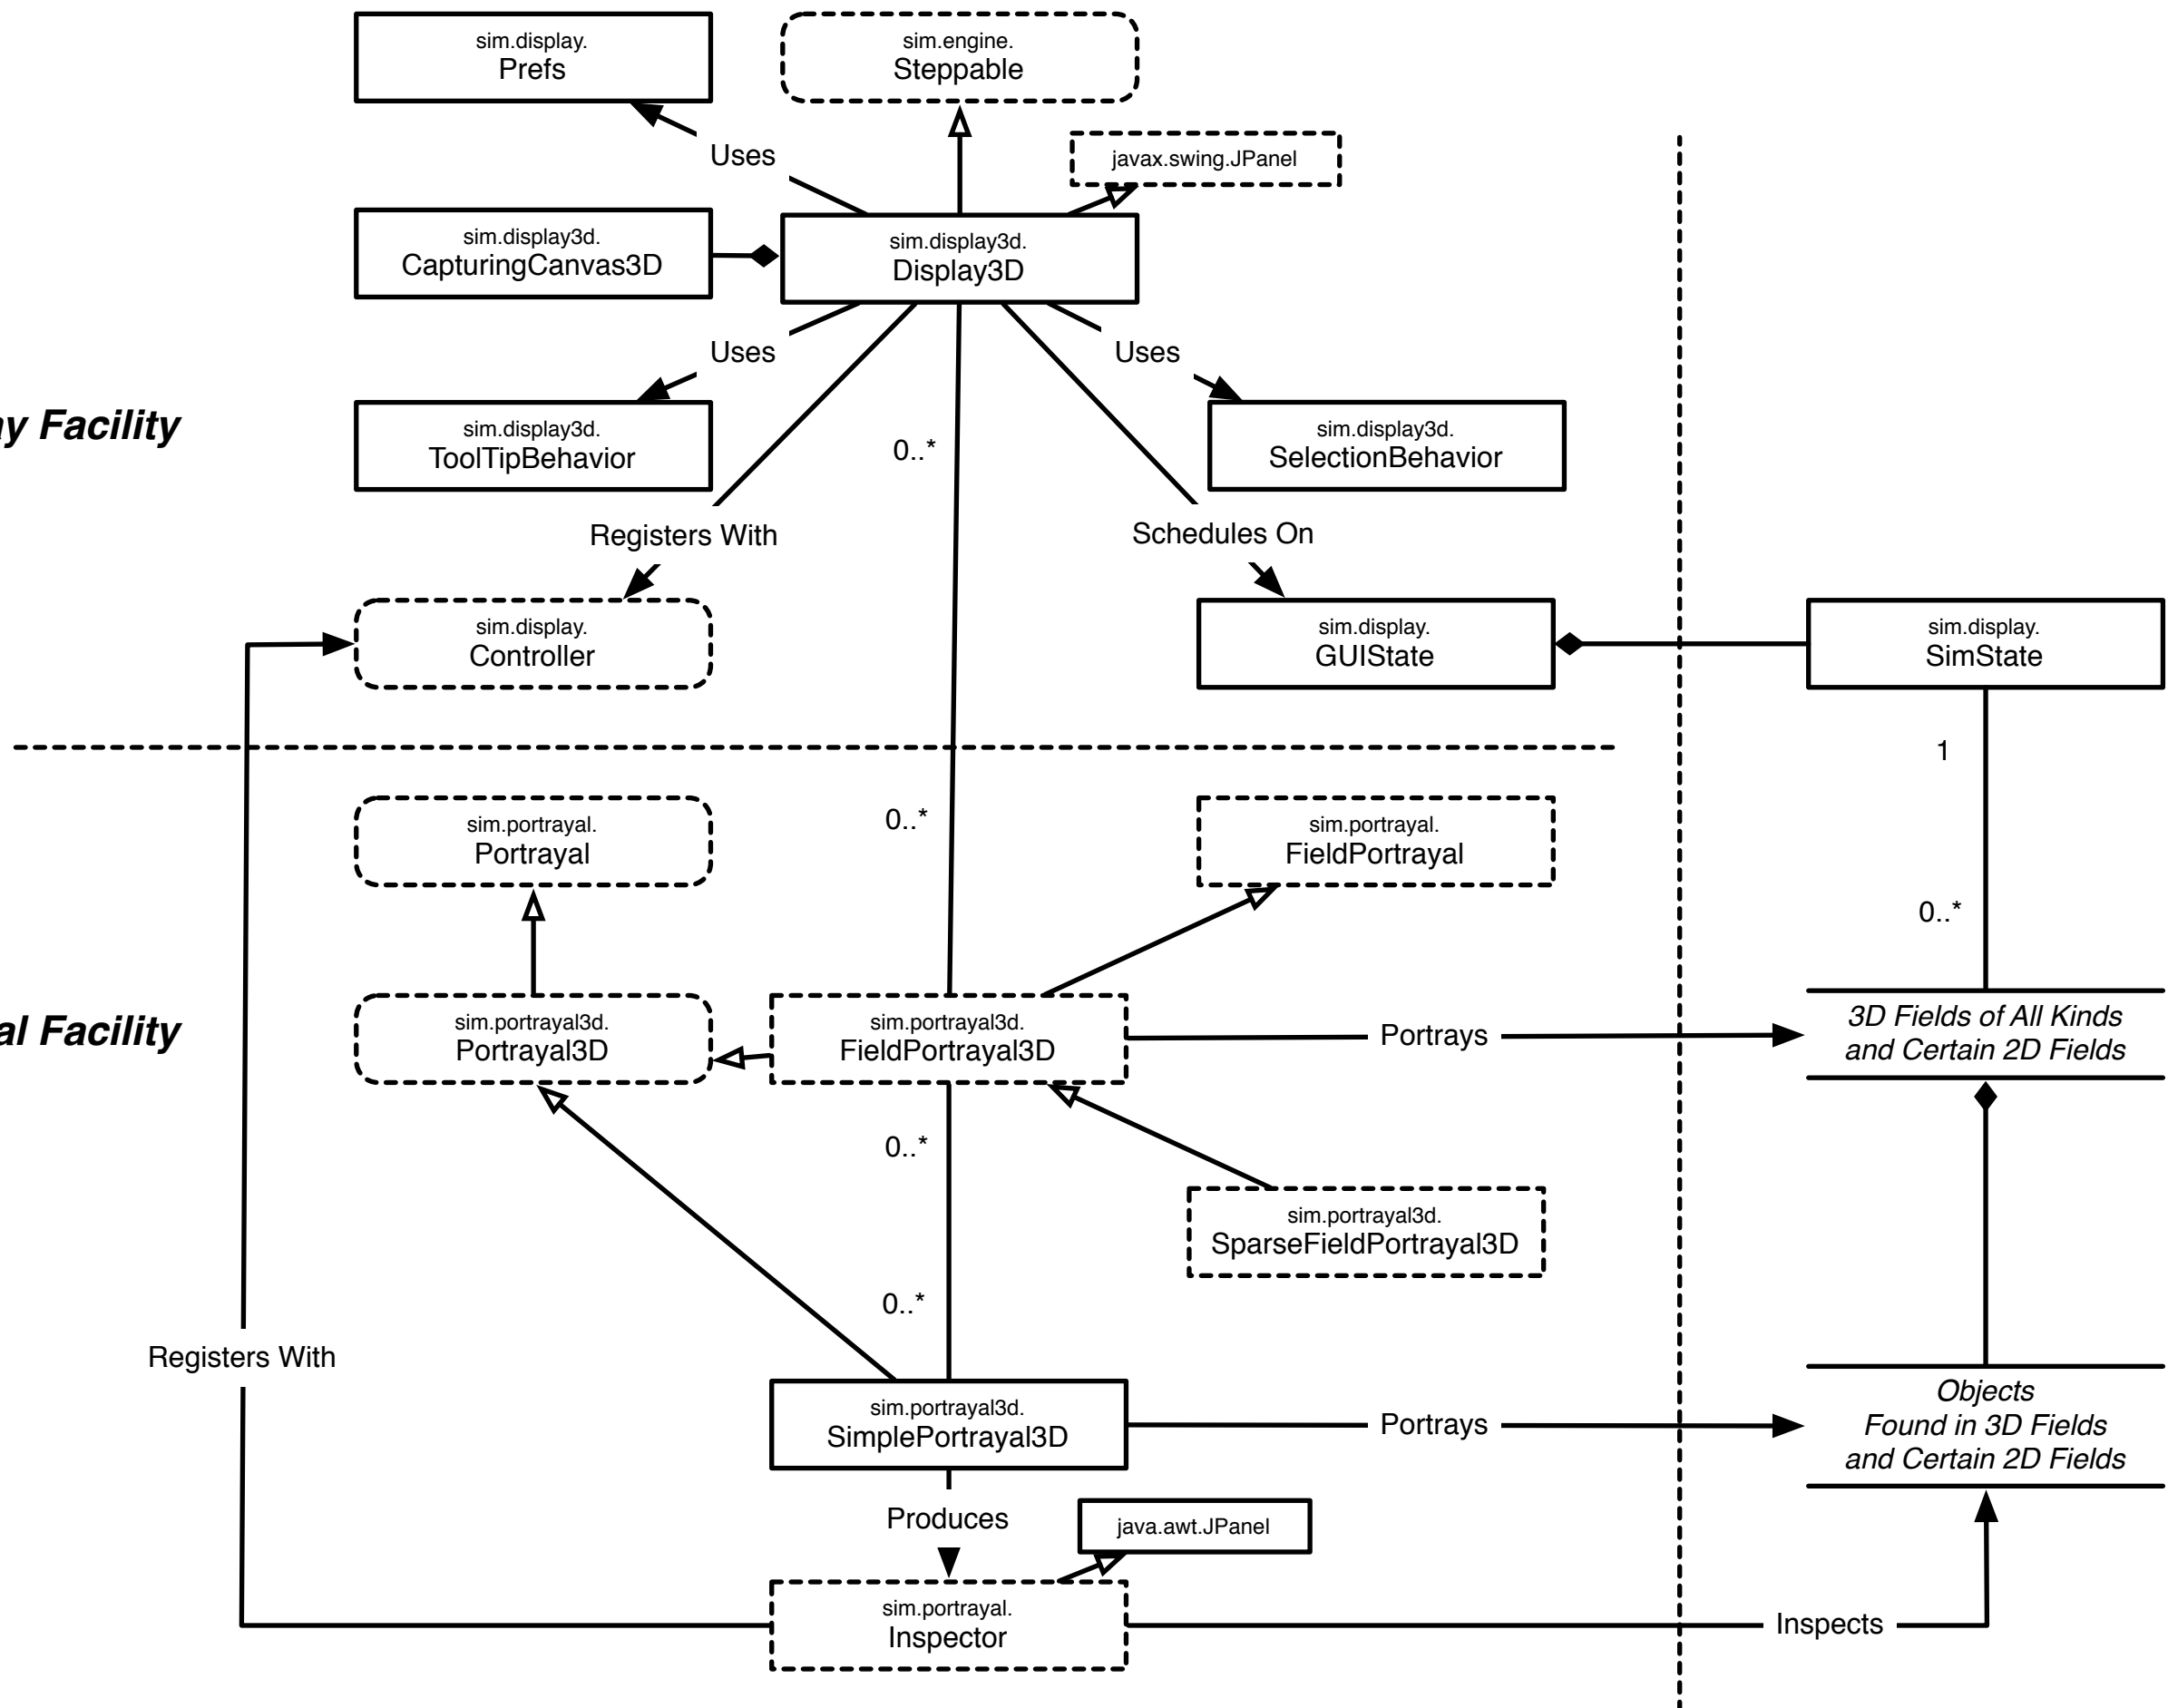 sim.display.
Prefs
sim.engine.
Steppable
Uses
javax.swing.JPanel
sim.display3d.
CapturingCanvas3D
sim.display3d.
Display3D
Uses
Uses
ay Facility
sim.display3d.
ToolTipBehavior
0..*
sim.display3d.
SelectionBehavior
Registers With
Schedules On
sim.display.
Controller
sim.display.
GUIState
sim.display.
SimState
1
sim.portrayal.
Portrayal
0..*
sim.portrayal.
FieldPortrayal
0..*
al Facility
sim.portrayal3d.
Portrayal3D
sim.portrayal3d.
FieldPortrayal3D
Portrays
3D Fields of All Kinds
and Certain 2D Fields
0..*
sim.portrayal3d.
SparseFieldPortrayal3D
0..*
Registers With
sim.portrayal3d.
SimplePortrayal3D
Portrays
Objects
Found in 3D Fields
and Certain 2D Fields
Produces
java.awt.JPanel
sim.portrayal.
Inspector
Inspects